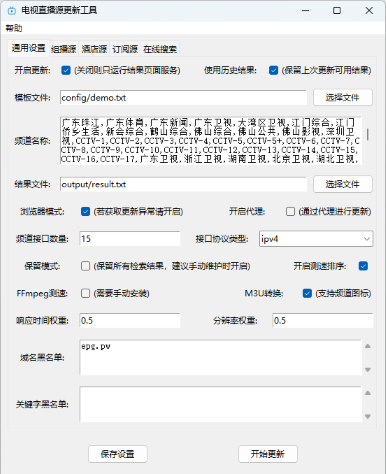 电视直播源更新工具
帮助
通用设置 组播源 酒店源 订阅源 在线搜索
开启更新: (关闭则只运行结果页面服务) 使用历史结果: (保留上次更新可用结果)
模板文件: config/demo.txt 选择文件
频道名称: 广东珠江,广东体育,广东新闻,广东卫视,大湾区卫视,江门综合,江门
侨乡生活,新会综合,鹤山综合,佛山综合,佛山公共,佛山影视,深圳卫
视,CCTV-1,CCTV-2,CCTV-3,CCTV-4,CCTV-5,CCTV-5+,CCTV-6,CCTV-7,CC
TV-8,CCTV-9,CCTV-10,CCTV-11,CCTV-12,CCTV-13,CCTV-14,CCTV-15,
CCTV-16,CCTV-17,广东卫视,浙江卫视,湖南卫视,北京卫视,湖北卫视,
结果文件: output/result.txt 选择文件
浏览器模式: (若获取更新异常请开启) 开启代理: (通过代理进行更新)
频道接口数量: 15 接口协议类型: ipv4
保留模式: (保留所有检索结果，建议手动维护时开启) 开启测速排序:
FFmpeg测速: (需要手动安装) M3U转换: (支持频道图标)
响应时间权重: 0.5 分辨率权重: 0.5
域名黑名单: epg.pw
关键字黑名单:
保存设置 开始更新